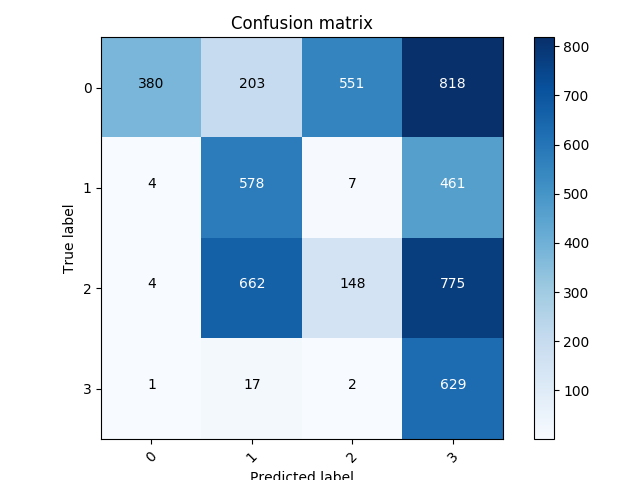 Confusion matrix
0 380 203 551 818
1 4 578 7 461
2 4 662 148 775
3 1 17 2 629
0 1 2 3
True label
Predicted label
800
700
600
500
400
300
200
100